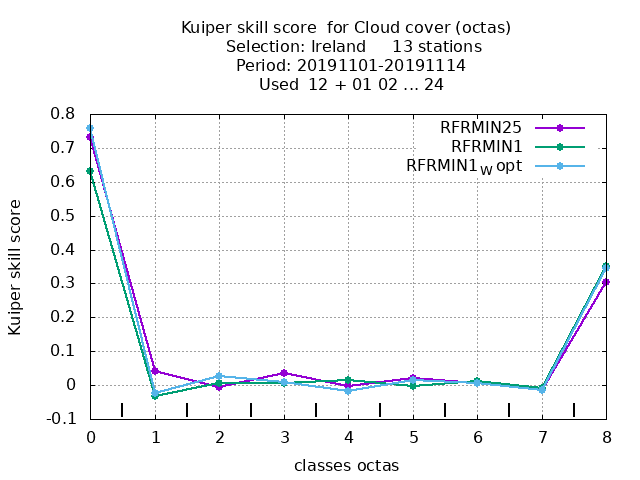 Kuiper skill score for Cloud cover (octas)
Selection: Ireland 13 stations
Period: 20191101-20191114
Used 12 + 01 02 ... 24
0.8
0.7
0.6
0.5
0.4
0.3
0.2
0.1
0
-0.1
Kuiper skill score
RFRMIN25
RFRMIN1
RFRMIN1W opt
0 1 2 3 4 5 6 7 8
classes octas